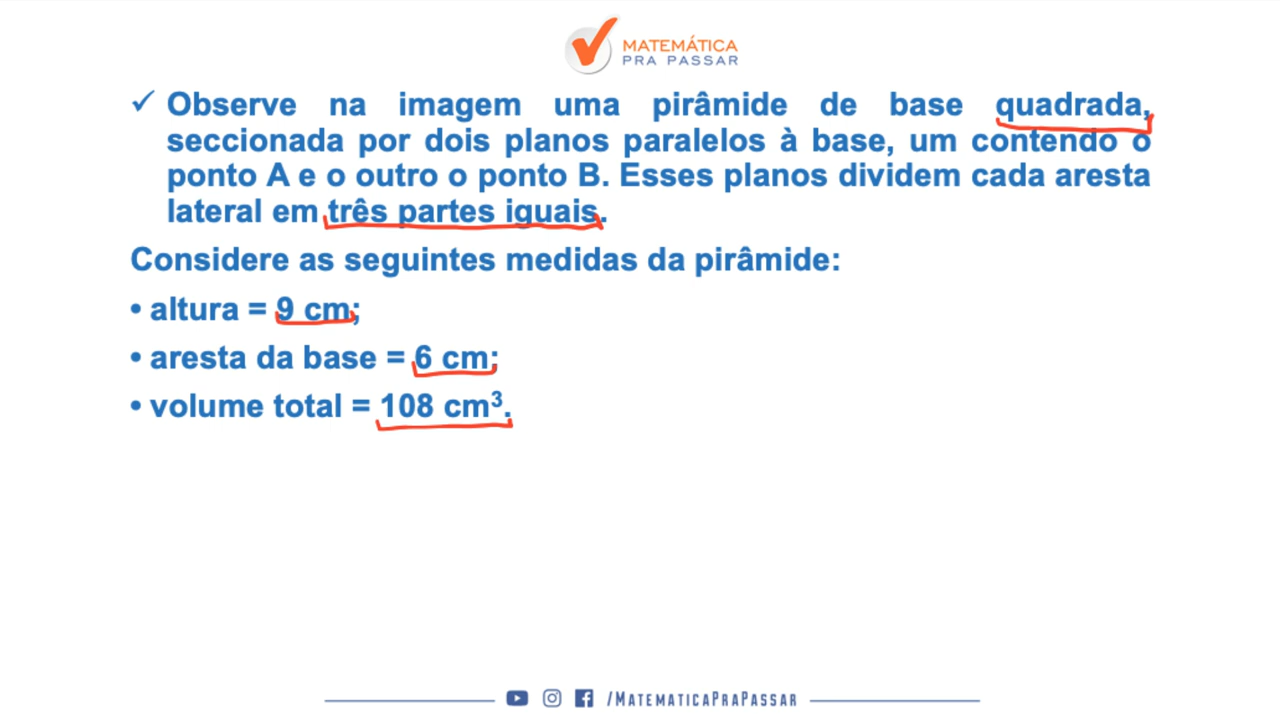 MATEMÁTICA
PRA PASSAR
✓ Observe na imagem uma pirâmide de base quadrada,
seccionada por dois planos paralelos à base, um contendo o
ponto A e o outro o ponto B. Esses planos dividem cada aresta
lateral em três partes iguais.
Considere as seguintes medidas da pirâmide:
• altura = 9 cm;
• aresta da base = 6 cm;
• volume total = 108 cm³.
/MATEMATICAPRAPASSAR